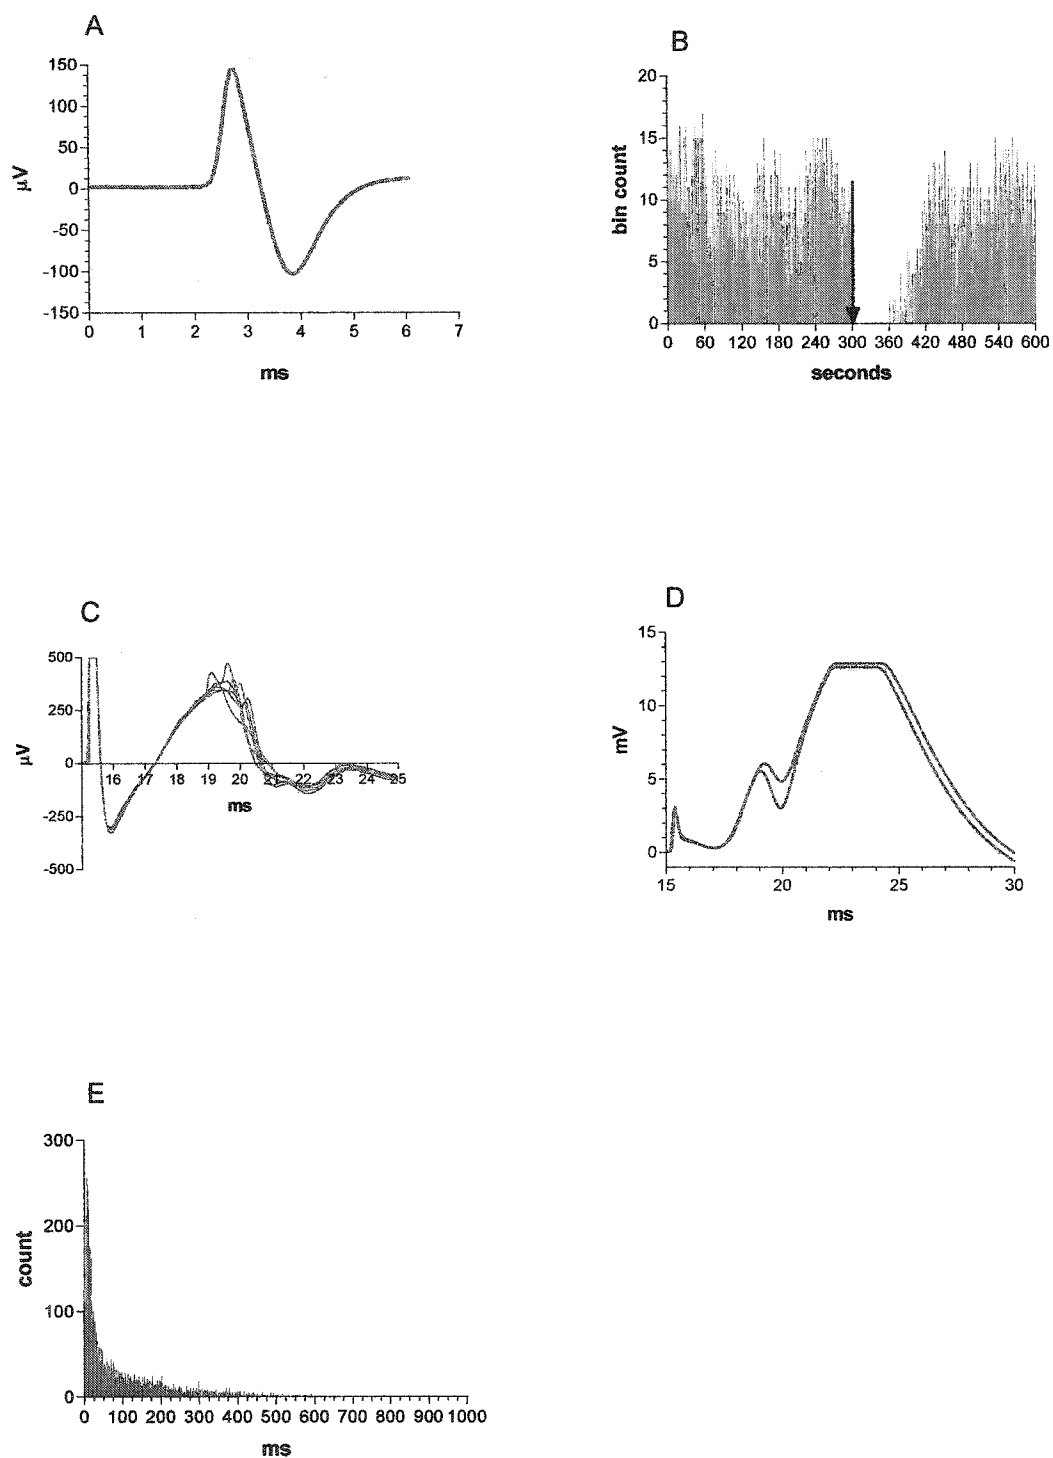 A
150
100
50
0
-50
-100
-150
μV
0 1 2 3 4 5 6 7
ms
B
20
15
10
5
0
bin count
0 60 120 180 240 300 360 420 480 540 600
seconds
C
500
250
0
-250
-500
μV
16 17 18 19 20 21 22 23 24 25
ms
D
15
10
5
0
mV
15 20 25 30
ms
E
300
200
100
0
count
0 100 200 300 400 500 600 700 800 900 1000
ms